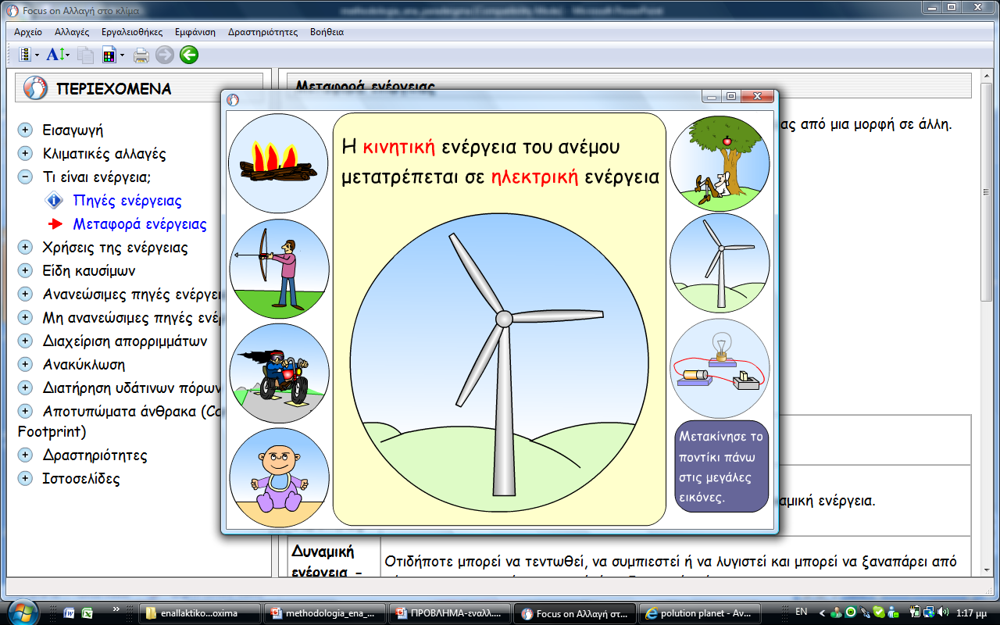 Focus on Αλλαγή στο κλίμα
Αρχείο Αλλαγές Εργαλειοθήκες Εμφάνιση Δραστηριότητες Βοήθεια
ΠΕΡΙΕΧΟΜΕΝΑ
Εισαγωγή
Κλιματικές αλλαγές
Τι είναι ενέργεια;
Πηγές ενέργειας
Μεταφορά ενέργειας
Χρήσεις της ενέργειας
Είδη καυσίμων
Ανανεώσιμες πηγές
Μη ανανεώσιμες πηγές
Διαχείριση απορριμμάτων
Ανακύκλωση
Διατήρηση υδάτινων πόρων
Αποτυπώματα άνθρακα
Footprint)
Δραστηριότητες
Ιστοσελίδες
Μεταφορά ενέργειας
από μια μορφή σε άλλη.
Η κινητική ενέργεια του ανέμου
μετατρέπεται σε ηλεκτρική ενέργεια
Μετακίνησε το
ποντίκι πάνω
στις μεγάλες
εικόνες.
ενέργεια.
Δυναμική
ενέργεια –
Οτιδήποτε μπορεί να τεντωθεί, να συμπιεστεί ή να λυγιστεί και μπορεί να ξαναπάρει από
enallaktiko...oxima
methodologia_ena_...
ΠΡΟΒΛΗΜΑ-εναλλ....
Focus on Αλλαγή στ...
polution planet - Αν...
EN
1:17 μμ